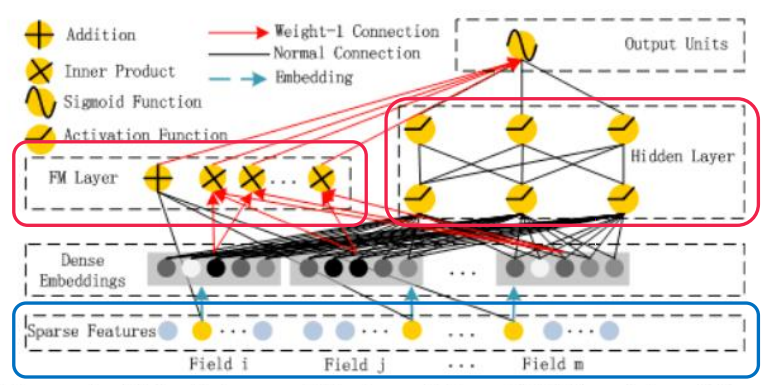 Addition
Inner Product
Sigmoid Function
Activation Function
Weight-1 Connection
Normal Connection
Embedding
Output Units
Hidden Layer
FM Layer
...
Dense
Embeddings
...
Sparse Features
...
...
...
...
Field i
Field j
...
Field m